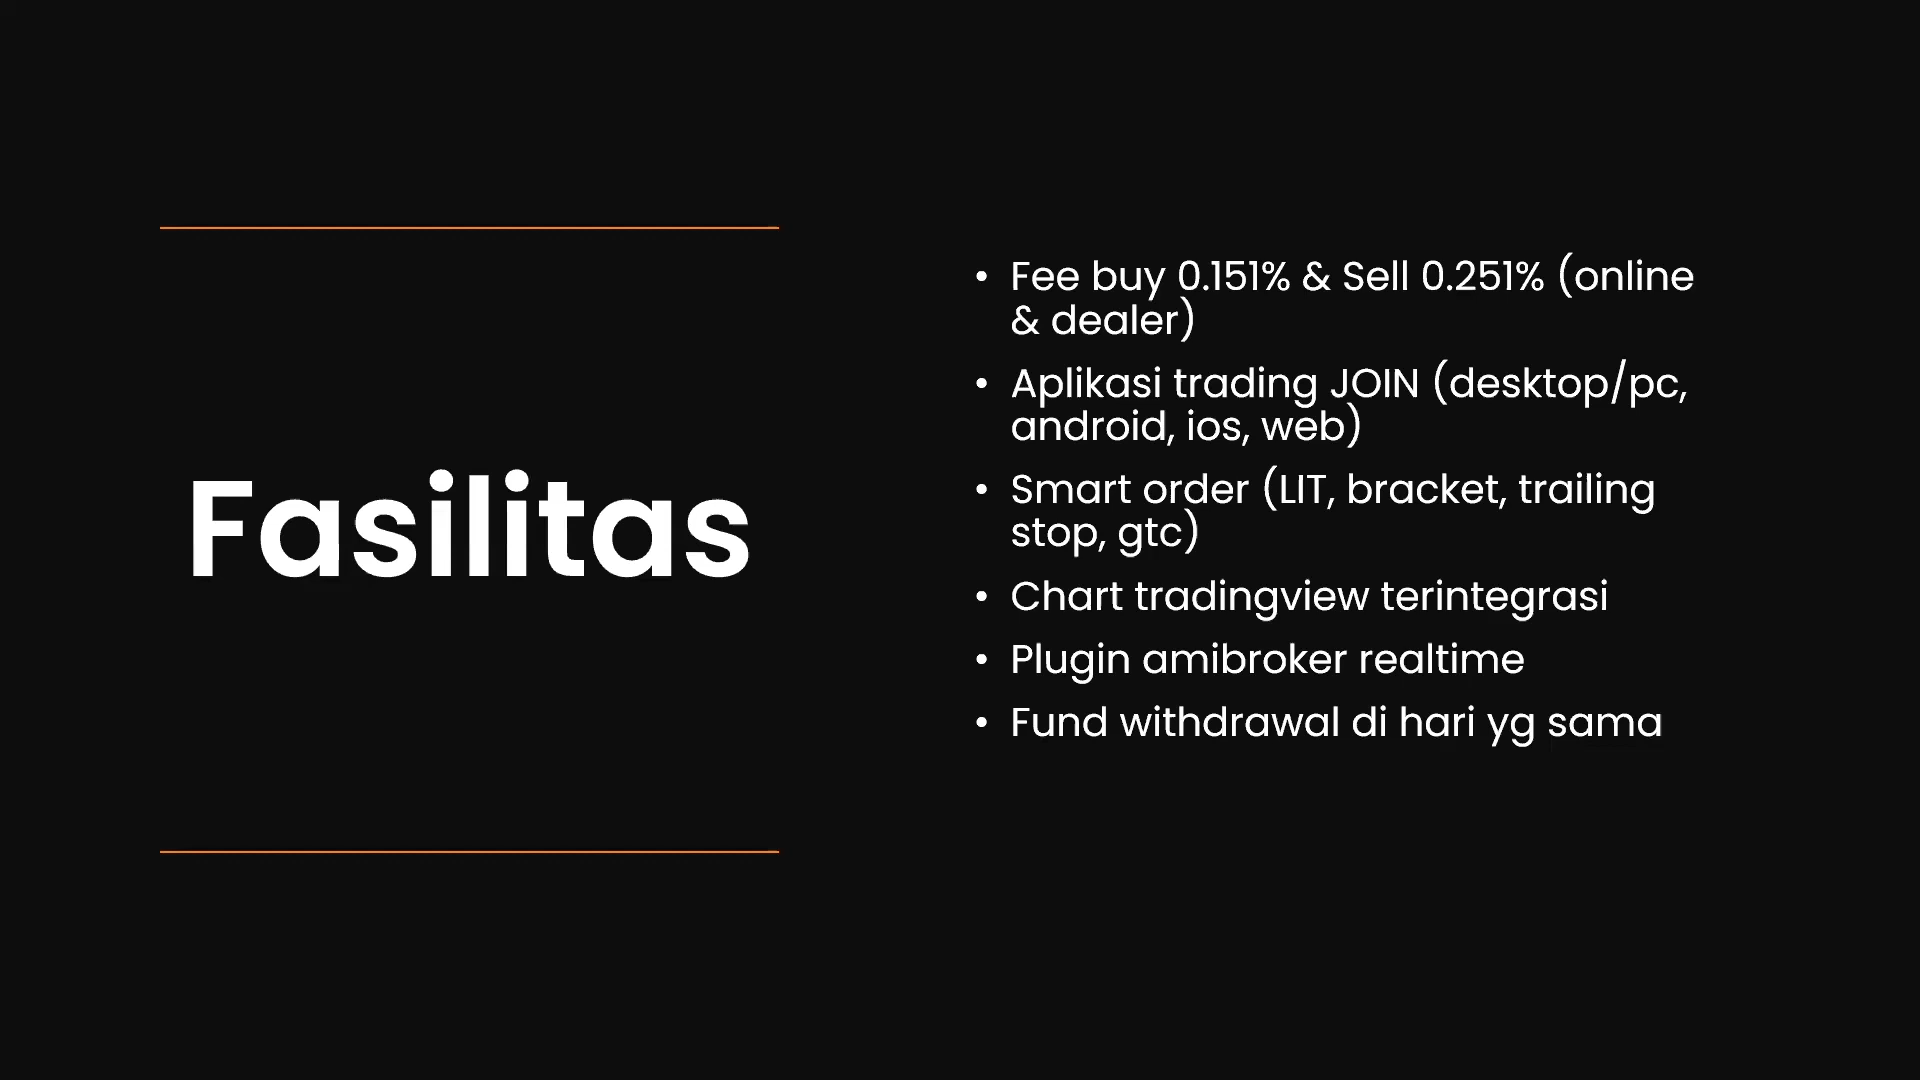 Fasilitas
• Fee buy 0.151% & Sell 0.251% (online
& dealer)
• Aplikasi trading JOIN (desktop/pc,
android, ios, web)
• Smart order (LIT, bracket, trailing
stop, gtc)
• Chart tradingview terintegrasi
• Plugin amibroker realtime
• Fund withdrawal di hari yg sama